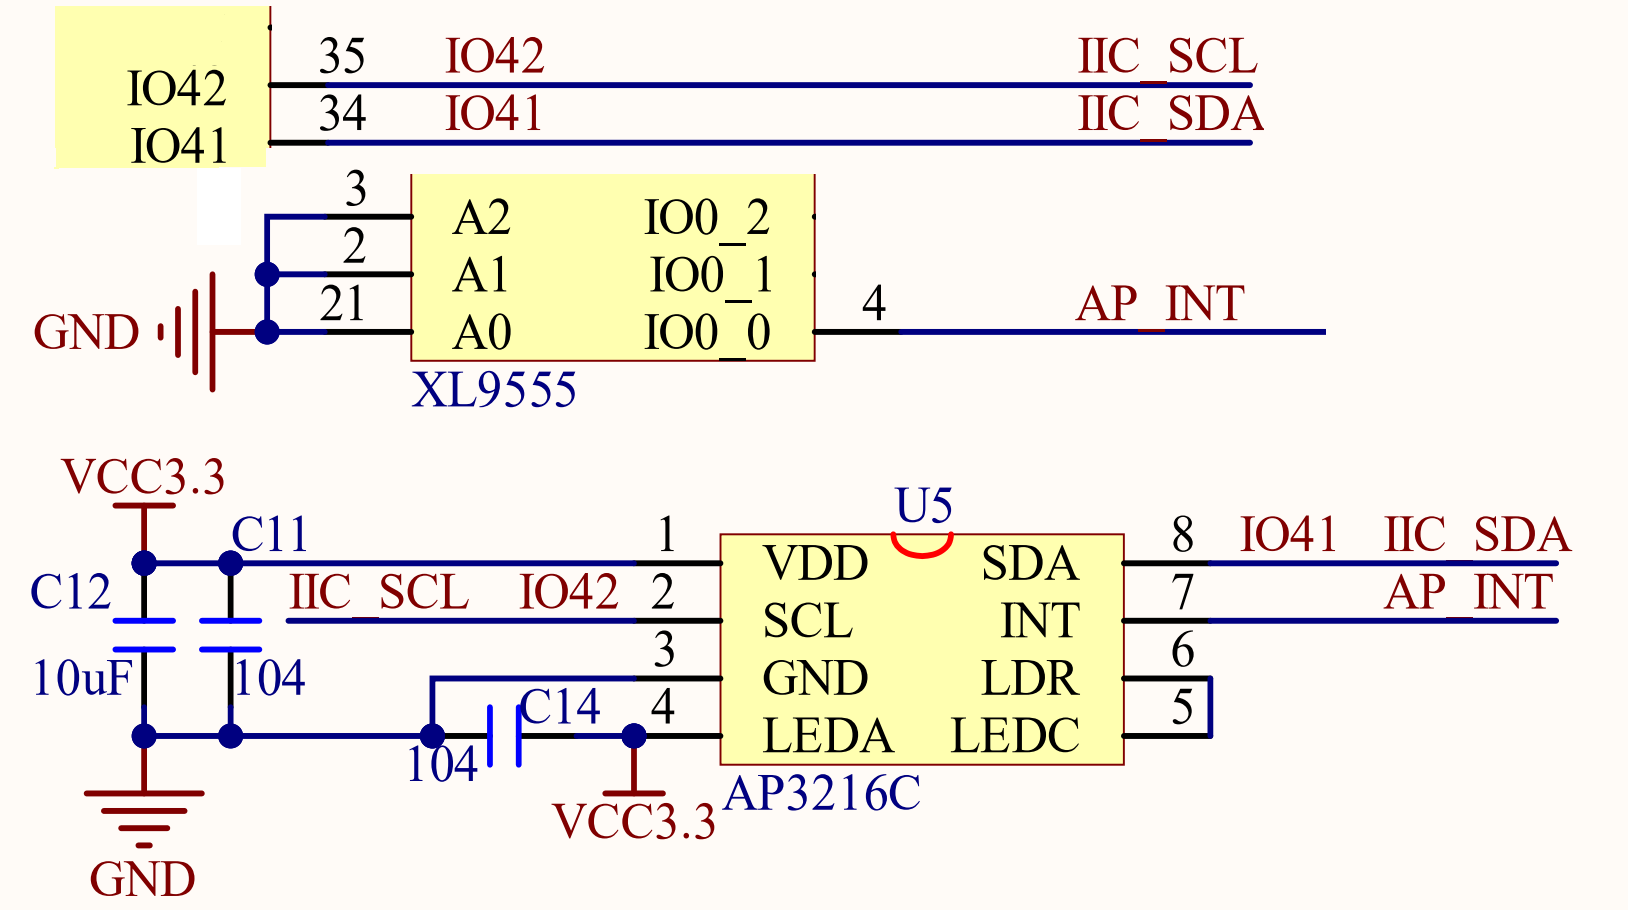 35 IO42 IIC_SCL
IO42
34 IO41 IIC_SDA
IO41
3
A2 IO0_2
2
A1 IO0_1
21 4 AP_INT
GND A0 IO0_0
XL9555
VCC3.3
U5
C11 1 8 IO41 IIC_SDA
VDD SDA
C12 IIC_SCL IO42 2 7 AP_INT
SCL INT
3 6
10uF 104 GND LDR
C14 4 5
LEDA LEDC
104
AP3216C
VCC3.3
GND